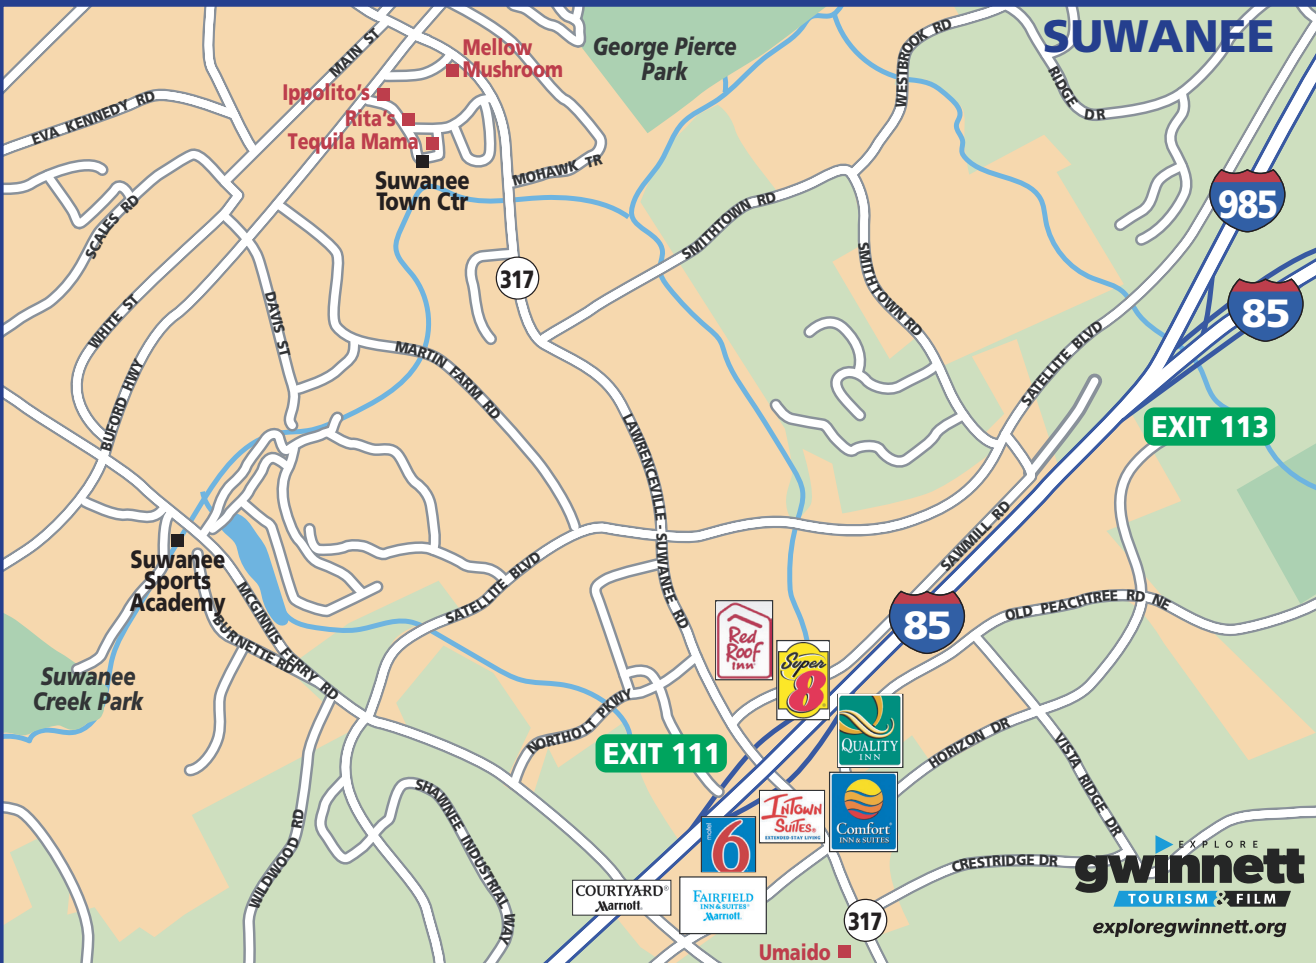 SUWANEE
George Pierce
Park
Mellow
Mushroom
MAIN ST
Ippolito's
Rita's
Tequila Mama
Suwanee
Town Ctr
EVA KENNEDY RD
MOHAWK TR
WESTBROOK RD
RIDGE DR
SCALES RD
SMITHTOWN RD
985
317
SMITHTOWN RD
85
WHITE ST
DAVIS ST
MARTIN FARM RD
SATELLITE BLVD
BUFORD HWY
LAWRENCEVILLE - SUWANEE RD
EXIT 113
SAWMILL RD
Suwanee
Sports
Academy
MCGINNIS FERRY RD
BURNETTE RD
SATELLITE BLVD
OLD PEACHTREE RD NE
85
Red
Roof
Inn
Super
8
Suwanee
Creek Park
NORTHOLT PKWY
EXIT 111
QUALITY
INN
HORIZON DR
VISTA RIDGE DR
WILDWOOD RD
SHAWNEE INDUSTRIAL WAY
INTOWN
SUITES®
EXTENDED STAY LIVING
Comfort
INN & SUITES
motel
6
COURTYARD®
Marriott.
FAIRFIELD
INN & SUITES®
Marriott
CRESTRIDGE DR
317
Umaido
EXPLORE
gwinnett
TOURISM & FILM
exploregwinnett.org